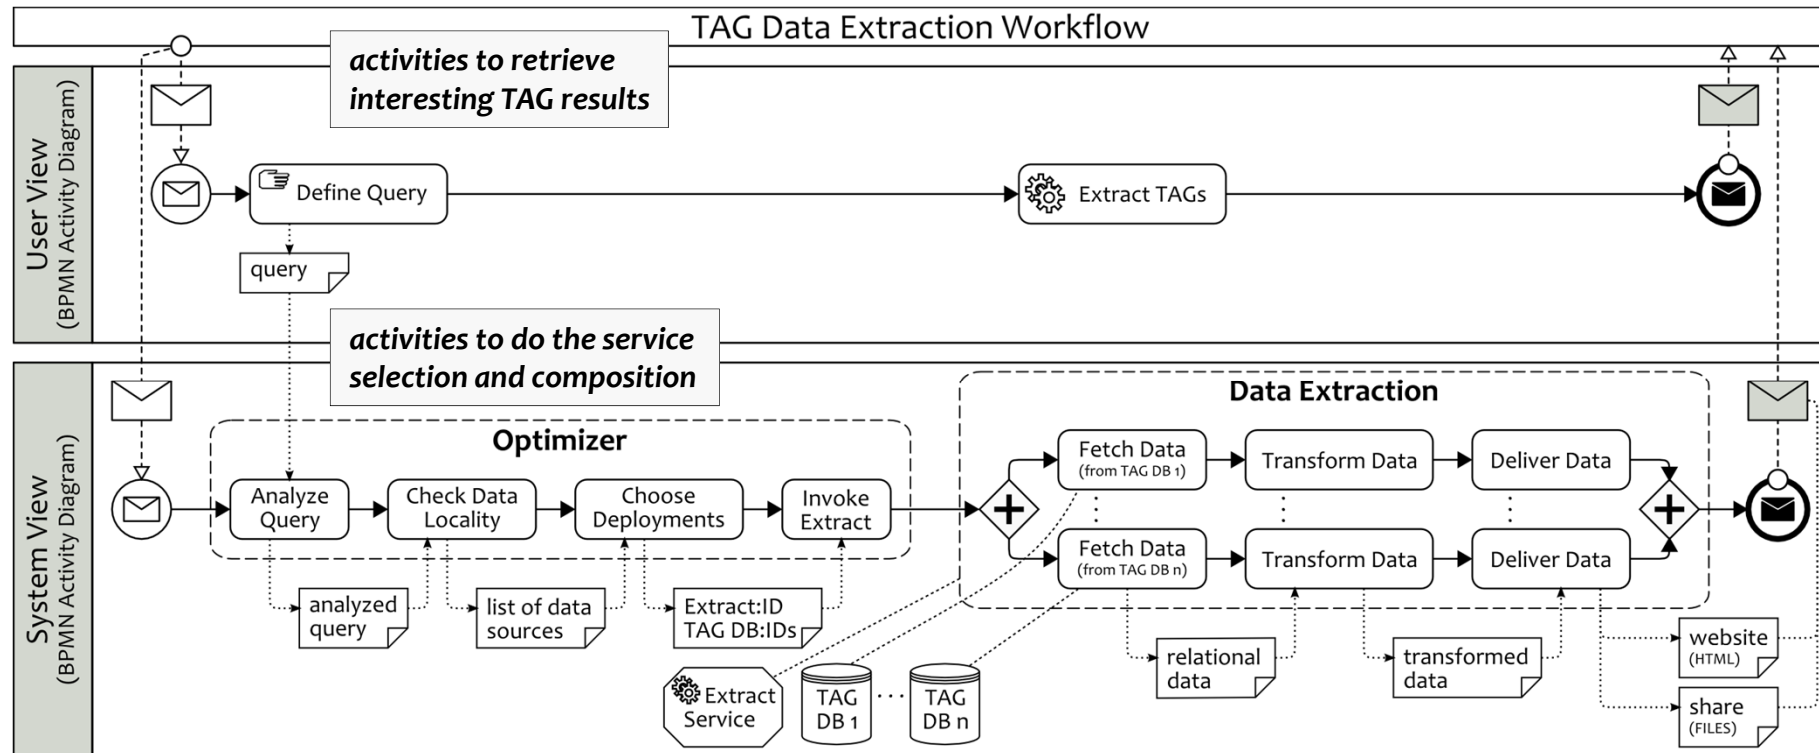 TAG Data Extraction Workflow
activities to retrieve
interesting TAG results
User View
(BPMN Activity Diagram)
Define Query
Extract TAGs
query
activities to do the service
selection and composition
System View
(BPMN Activity Diagram)
Optimizer
Analyze
Query
Check Data
Locality
Choose
Deployments
Invoke
Extract
analyzed
query
list of data
sources
Extract:ID
TAG DB:IDs
Data Extraction
Fetch Data
(from TAG DB 1)
Transform Data
Deliver Data
Fetch Data
(from TAG DB n)
Transform Data
Deliver Data
relational
data
transformed
data
website
(HTML)
share
(FILES)
Extract
Service
TAG
DB 1
TAG
DB n